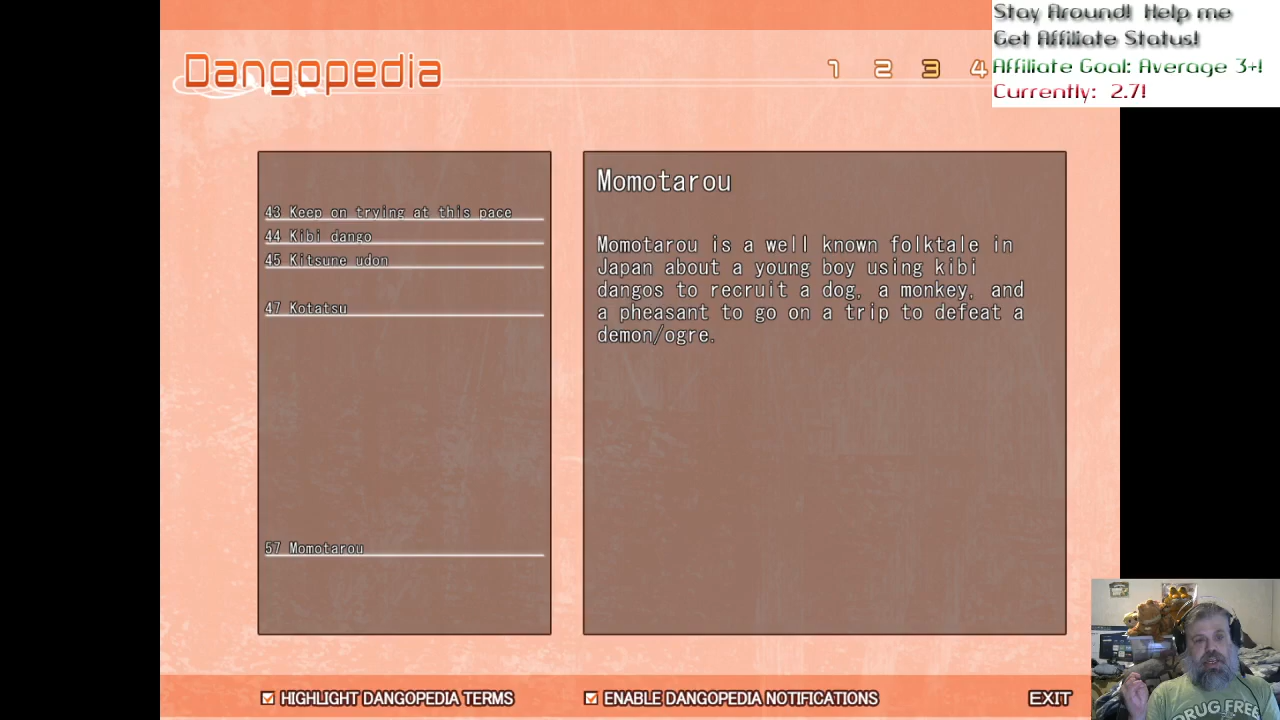 Stay Around! Help me
Get Affiliate Status!
Affiliate Goal: Average 3+!
Currently: 2.7!
Dangopedia
1 2 3 4
43 Keep on trying at this pace
44 Kibi dango
45 Kitsune udon
47 Kotatsu
57 Momotarou
Momotarou
Momotarou is a well known folktale in
Japan about a young boy using kibi
dangos to recruit a dog, a monkey, and
a pheasant to go on a trip to defeat a
demon/ogre.
HIGHLIGHT DANGOPEDIA TERMS
ENABLE DANGOPEDIA NOTIFICATIONS
EXIT
DRUG FREE